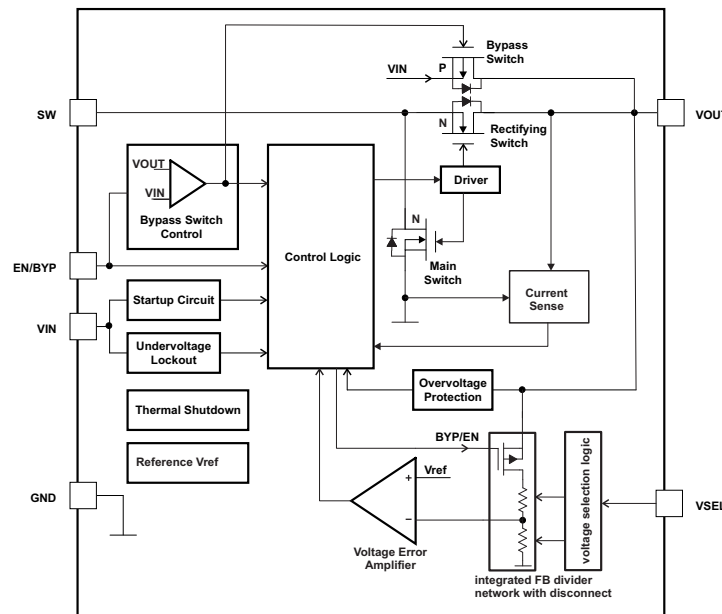 Bypass
Switch
VIN
P
SW
N
VOUT
Rectifying
Switch
VOUT
VIN
Bypass Switch
Control
Control Logic
Driver
N
Main
Switch
EN/BYP
Startup Circuit
Current
Sense
VIN
Undervoltage
Lockout
Overvoltage
Protection
Thermal Shutdown
BYP/EN
Reference Vref
Vref
+
−
GND
voltage selection logic
VSEL
Voltage Error
Amplifier
integrated FB divider
network with disconnect